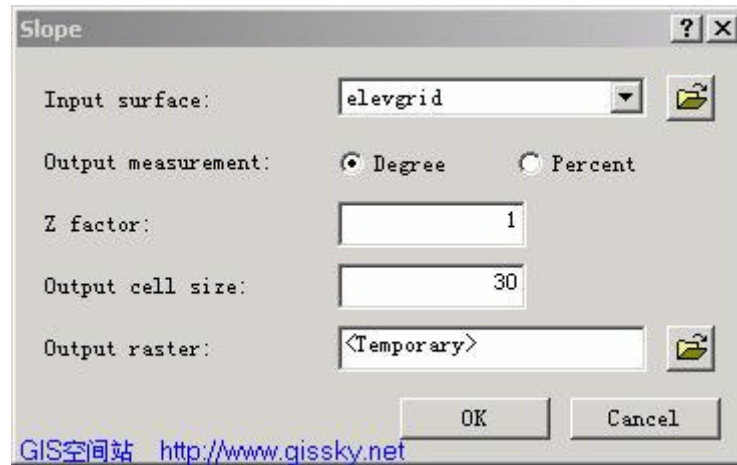 Slope
Input surface: elevgrid
Output measurement: Degree Percent
Z factor: 1
Output cell size: 30
Output raster: <Temporary>
OK Cancel
GIS空间站 http://www.gissky.net